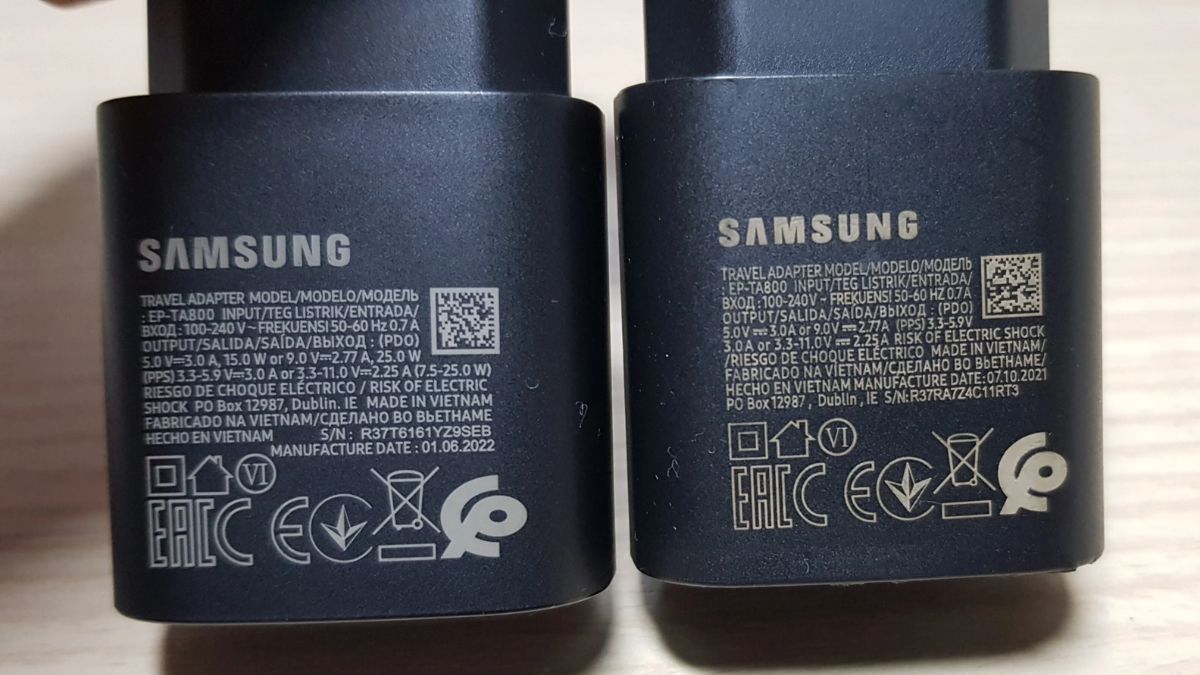 SAMSUNG
TRAVEL ADAPTER MODEL/MODELO/МОДЕЛЬ
: EP-TA800 INPUT/TEG LISTRIK/ENTRADA/
ВХОД : 100-240 V ~ FREKUENSI 50-60 Hz 0.7 A
OUTPUT/SALIDA/SAÍDA/ВЫХОД : (PDO)
5.0 V⎓3.0 A, 15.0 W or 9.0 V⎓2.77 A, 25.0 W
(PPS) 3.3-5.9 V⎓3.0 A or 3.3-11.0 V⎓2.25 A (7.5-25.0 W)
RIESGO DE CHOQUE ELÉCTRICO / RISK OF ELECTRIC
SHOCK PO Box 12987, Dublin. IE MADE IN VIETNAM
FABRICADO NA VIETNAM/СДЕЛАНО ВО ВЬЕТНАМЕ
HECHO EN VIETNAM S/N: R37T6161YZ9SEB
MANUFACTURE DATE : 01.06.2022
VI
EAC CE
SAMSUNG
TRAVEL ADAPTER MODEL/MODELO/МОДЕЛЬ
: EP-TA800 INPUT/TEG LISTRIK/ENTRADA/
ВХОД :100-240V ~ FREKUENSI 50-60 HZ 0.7 A
OUTPUT/SALIDA/SAÍDA/ВЫХОД : (PDO)
5.0V ⎓ 3.0A or 9.0V ⎓ 2.77A (PPS) 3.3-5.9V
3.0A or 3.3-11.0V ⎓ 2.25A RISK OF ELECTRIC SHOCK
/RIESGO DE CHOQUE ELÉCTRICO MADE IN VIETNAM/
FABRICADO NA VIETNAM/СДЕЛАНО ВО ВЬЕТНАМЕ/
HECHO EN VIETNAM MANUFACTURE DATE:07.10.2021
PO Box 12987 , Dublin , IE S/N:R37RA7Z4C11RT3
VI
EAC CE